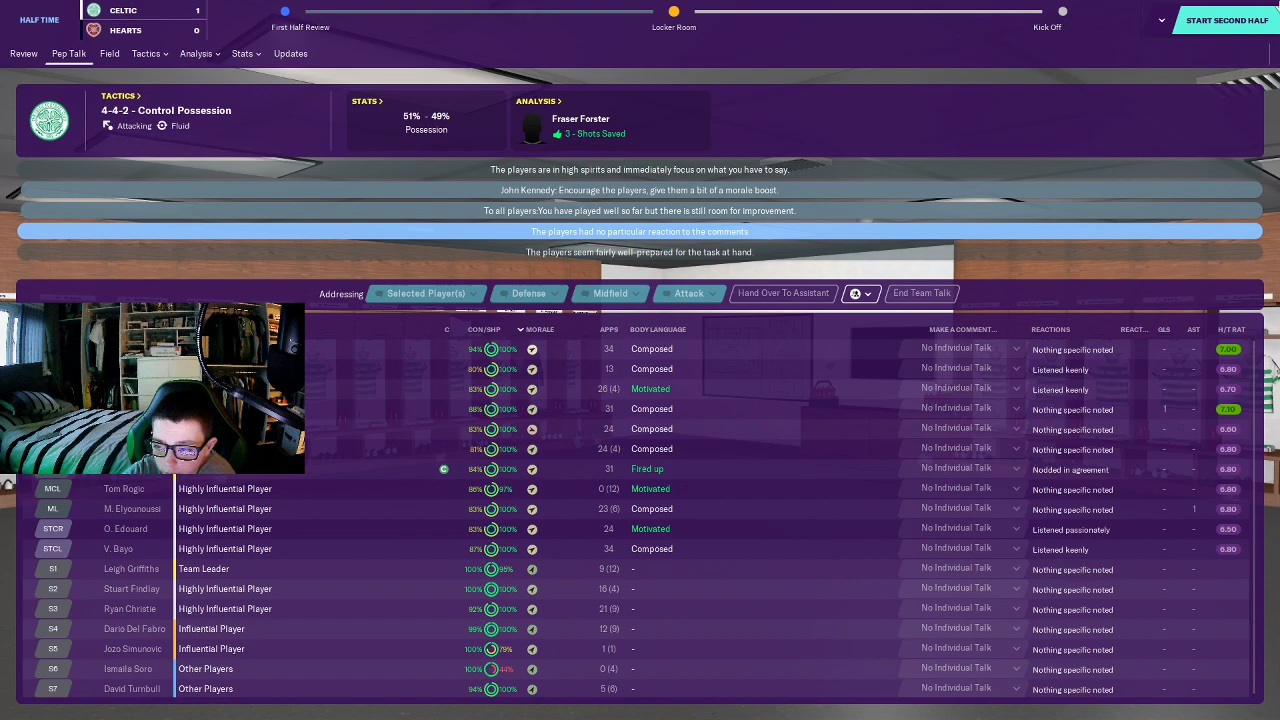 HALF TIME
CELTIC 1
HEARTS 0
First Half Review
Locker Room
Kick Off
START SECOND HALF
Review Pep Talk Field Tactics Analysis Stats Updates
TACTICS >
4-4-2 - Control Possession
Attacking Fluid
STATS >
51% - 49%
Possession
ANALYSIS >
Fraser Forster
3 - Shots Saved
The players are in high spirits and immediately focus on what you have to say.
John Kennedy: Encourage the players, give them a bit of a morale boost.
To all players:You have played well so far but there is still room for improvement.
The players had no particular reaction to the comments.
The players seem fairly well-prepared for the task at hand.
Addressing Selected Player(s) Defense Midfield Attack Hand Over To Assistant End Team Talk
C CON/SHP MORALE APPS BODY LANGUAGE MAKE A COMMENT... REACTIONS REACT... GLS AST H/T RAT
94% 100% 34 Composed No Individual Talk Nothing specific noted - - 7.00
80% 100% 13 Composed No Individual Talk Listened keenly - - 6.80
83% 100% 26 (4) Motivated No Individual Talk Listened keenly - - 6.70
88% 100% 31 Composed No Individual Talk Nothing specific noted 1 - 7.10
83% 100% 24 Composed No Individual Talk Nothing specific noted - - 6.60
81% 100% 24 (4) Composed No Individual Talk Nothing specific noted - - 6.80
C 84% 100% 31 Fired up No Individual Talk Nodded in agreement - - 6.80
MCL Tom Rogic Highly Influential Player 86% 97% 0 (12) Motivated No Individual Talk Nothing specific noted - - 6.80
ML M. Elyounoussi Highly Influential Player 83% 100% 23 (6) Composed No Individual Talk Nothing specific noted - 1 6.80
STCR O. Edouard Highly Influential Player 83% 100% 24 Motivated No Individual Talk Listened passionately - - 6.50
STCL V. Bayo Highly Influential Player 87% 100% 34 Composed No Individual Talk Listened keenly - - 6.80
S1 Leigh Griffiths Team Leader 100% 95% 9 (12) - No Individual Talk Nothing specific noted - -
S2 Stuart Findlay Highly Influential Player 100% 100% 16 (4) - No Individual Talk Nothing specific noted - -
S3 Ryan Christie Highly Influential Player 92% 100% 21 (9) - No Individual Talk Nothing specific noted - -
S4 Dario Del Fabro Influential Player 99% 100% 12 (9) - No Individual Talk Nothing specific noted - -
S5 Jozo Simunovic Influential Player 100% 79% 1 (1) - No Individual Talk Nothing specific noted - -
S6 Ismaila Soro Other Players 100% 44% 0 (4) - No Individual Talk Nothing specific noted - -
S7 David Turnbull Other Players 94% 100% 5 (6) - No Individual Talk Nothing specific noted - -